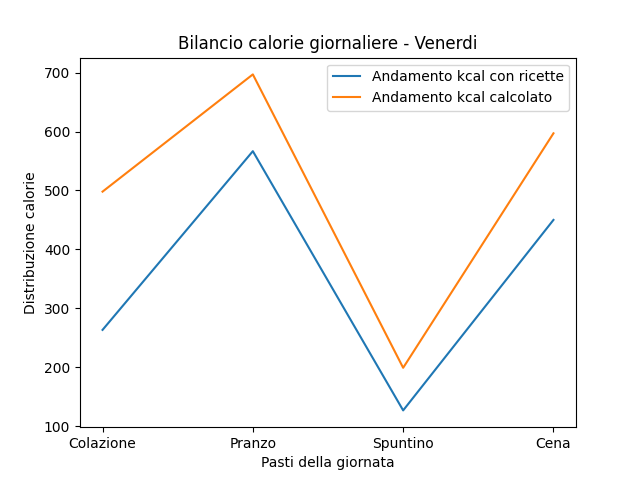 Bilancio calorie giornaliere - Venerdi
Andamento kcal con ricette
Andamento kcal calcolato
Distribuzione calorie
700
600
500
400
300
200
100
Colazione Pranzo Spuntino Cena
Pasti della giornata